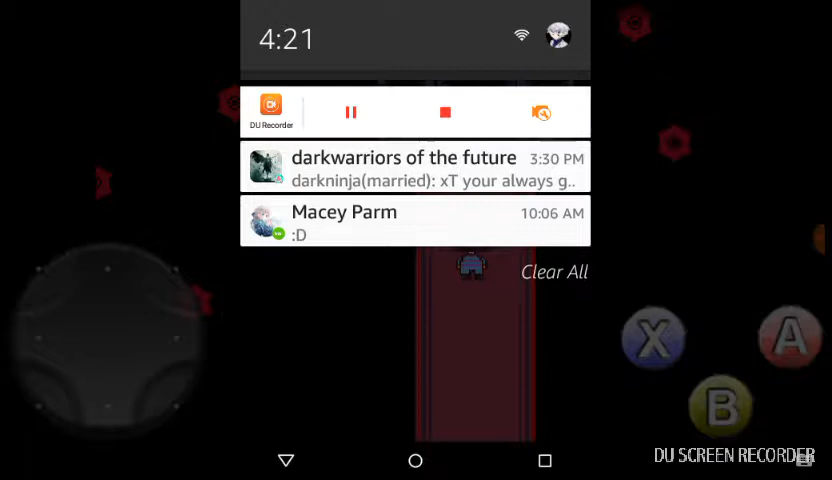 4:21
DU Recorder
darkwarriors of the future 3:30 PM
darkninja(married): xT your always g..
Macey Parm 10:06 AM
:D
Clear All
X
A
B
DU SCREEN RECORDER